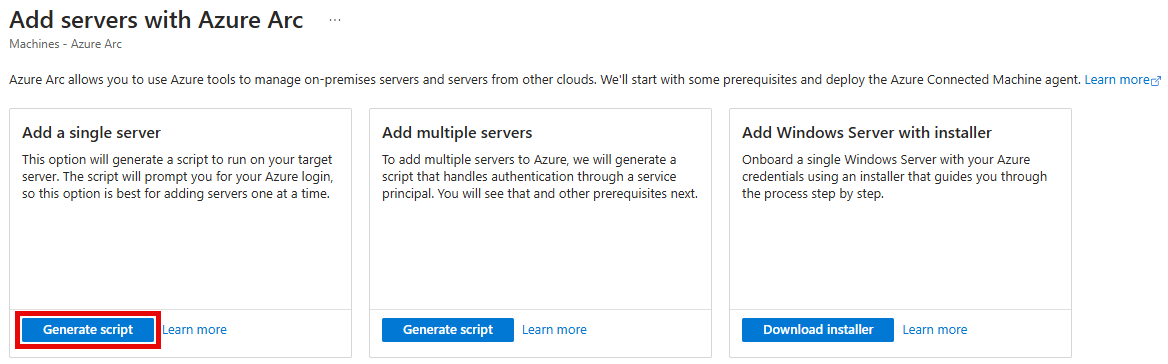 Add servers with Azure Arc ...
Machines - Azure Arc
Azure Arc allows you to use Azure tools to manage on-premises servers and servers from other clouds. We'll start with some prerequisites and deploy the Azure Connected Machine agent. Learn more
Add a single server
This option will generate a script to run on your target
server. The script will prompt you for your Azure login,
so this option is best for adding servers one at a time.
Generate script Learn more
Add multiple servers
To add multiple servers to Azure, we will generate a
script that handles authentication through a service
principal. You will see that and other prerequisites next.
Generate script Learn more
Add Windows Server with installer
Onboard a single Windows Server with your Azure
credentials using an installer that guides you through
the process step by step.
Download installer Learn more